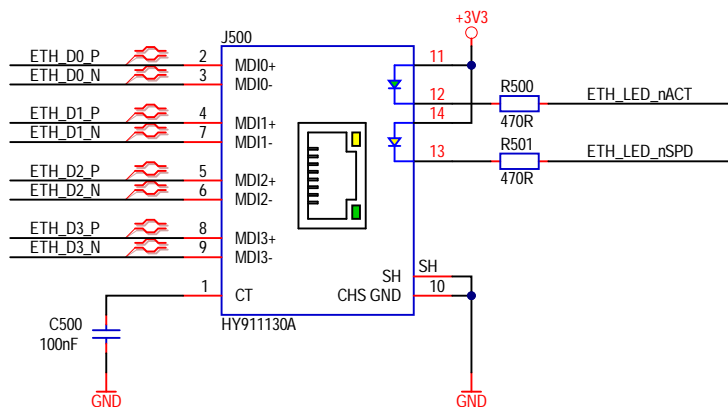 +3V3
J500
ETH_D0_P 2 MDI0+ 11
ETH_D0_N 3 MDI0-
12 R500 ETH_LED_nACT
ETH_D1_P 4 MDI1+ 14 470R
ETH_D1_N 7 MDI1- R501
13 ETH_LED_nSPD
ETH_D2_P 5 MDI2+ 470R
ETH_D2_N 6 MDI2-
ETH_D3_P 8 MDI3+
ETH_D3_N 9 MDI3-
SH SH
1 CT CHS GND 10
C500 HY911130A
100nF
GND GND